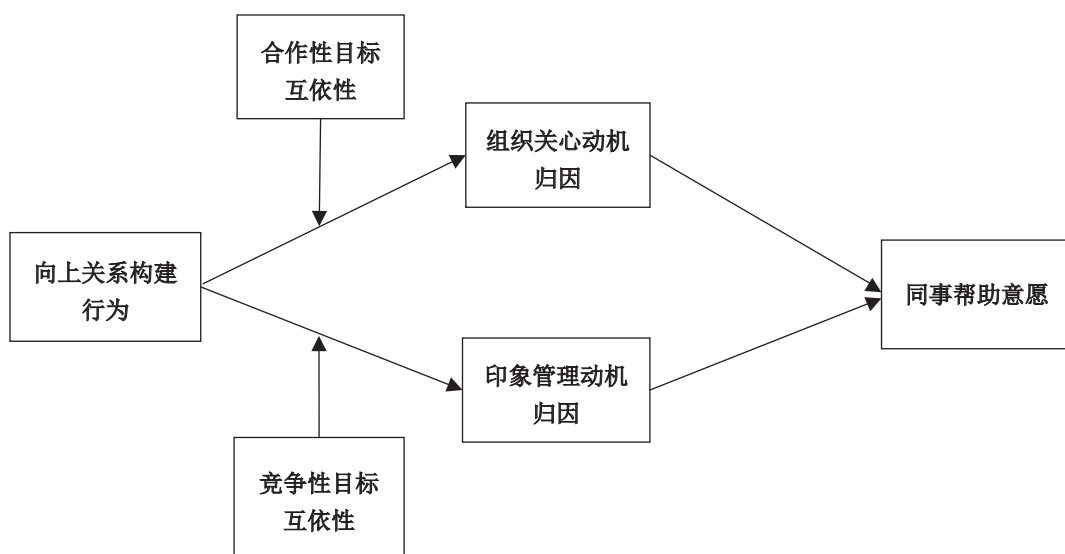 合作性目标
互依性
组织关心动机
归因
向上关系构建
行为
同事帮助意愿
印象管理动机
归因
竞争性目标
互依性